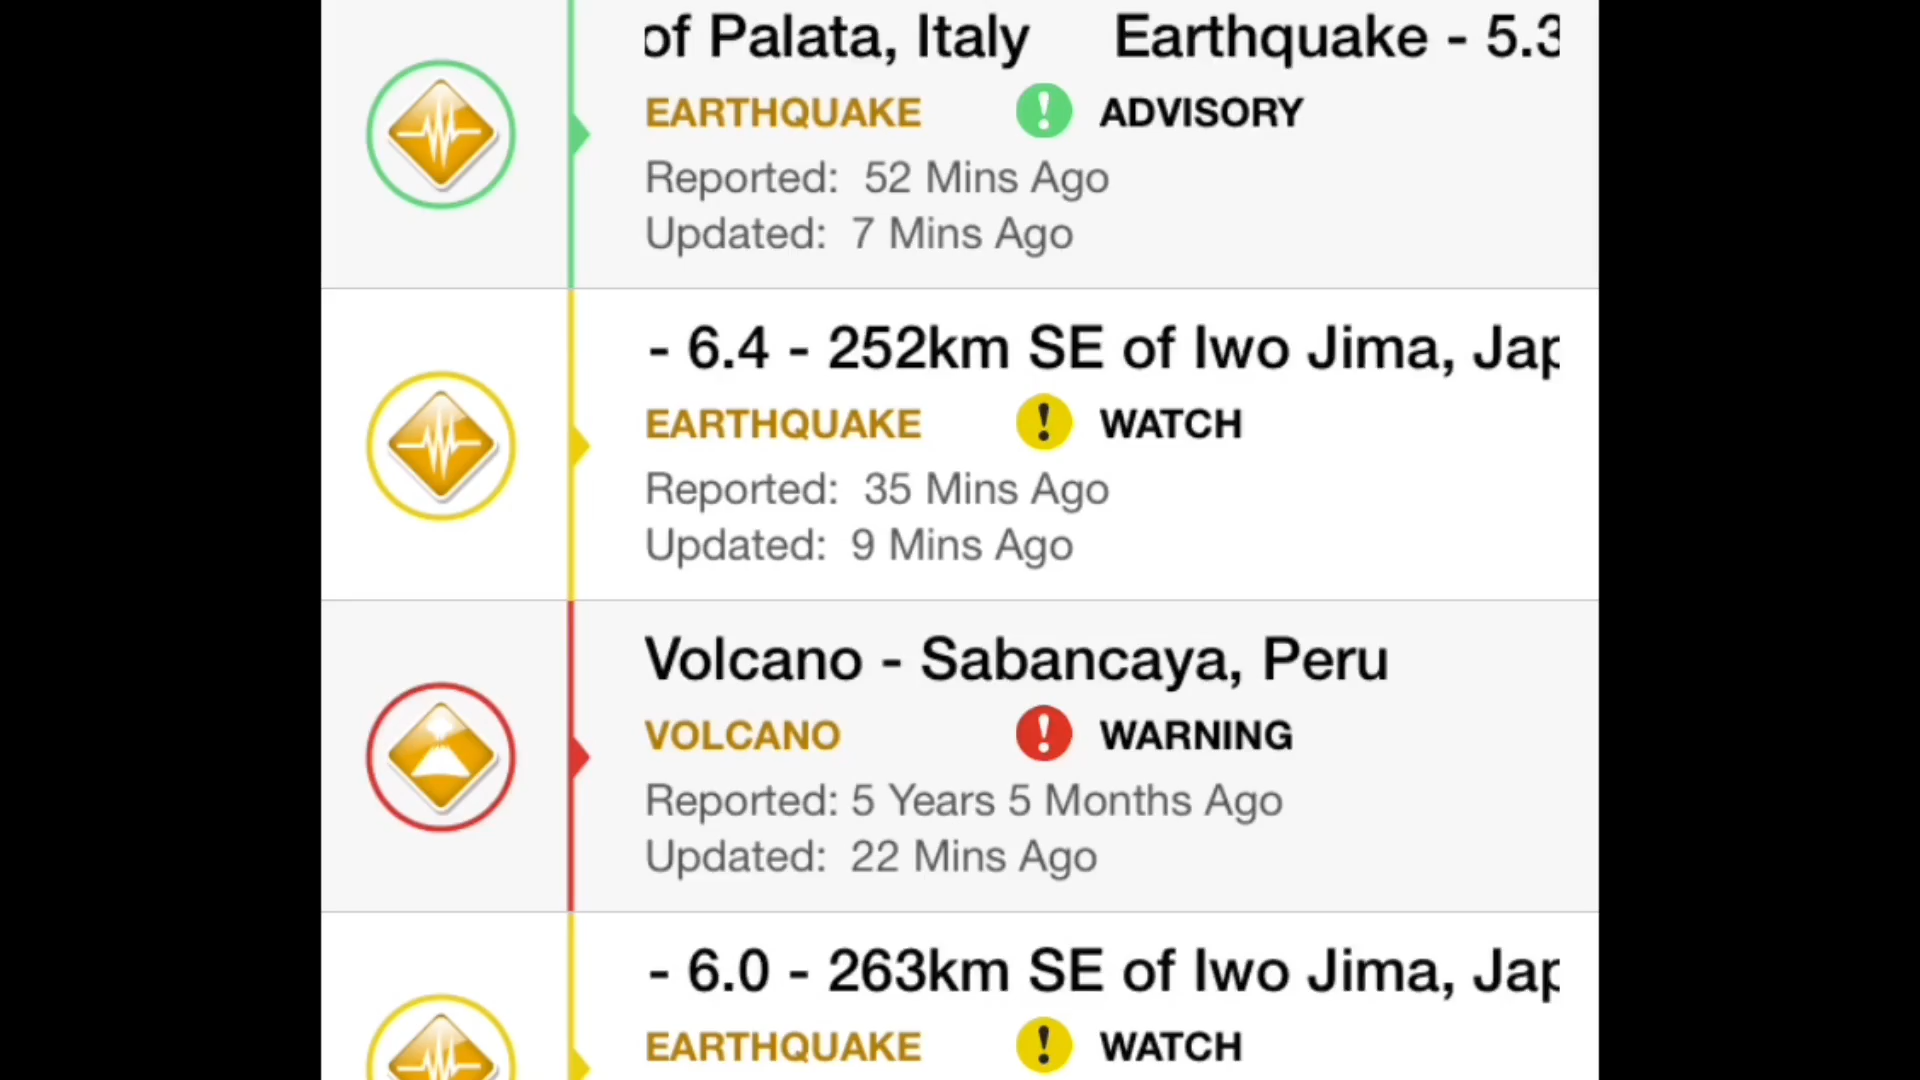 of Palata, Italy Earthquake - 5.3
EARTHQUAKE ! ADVISORY
Reported: 52 Mins Ago
Updated: 7 Mins Ago
- 6.4 - 252km SE of Iwo Jima, Jap
EARTHQUAKE ! WATCH
Reported: 35 Mins Ago
Updated: 9 Mins Ago
Volcano - Sabancaya, Peru
VOLCANO ! WARNING
Reported: 5 Years 5 Months Ago
Updated: 22 Mins Ago
- 6.0 - 263km SE of Iwo Jima, Jap
EARTHQUAKE ! WATCH